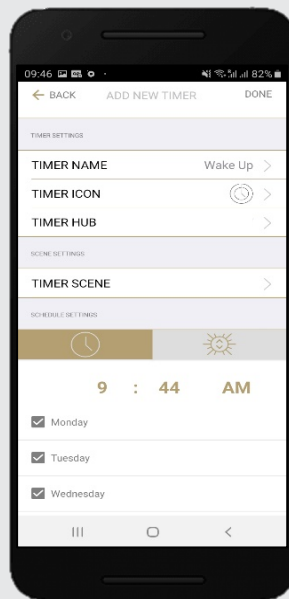 09:46 82%
BACK ADD NEW TIMER DONE
TIMER SETTINGS
TIMER NAME Wake Up
TIMER ICON
TIMER HUB
SCENE SETTINGS
TIMER SCENE
SCHEDULE SETTINGS
9 : 44 AM
Monday
Tuesday
Wednesday